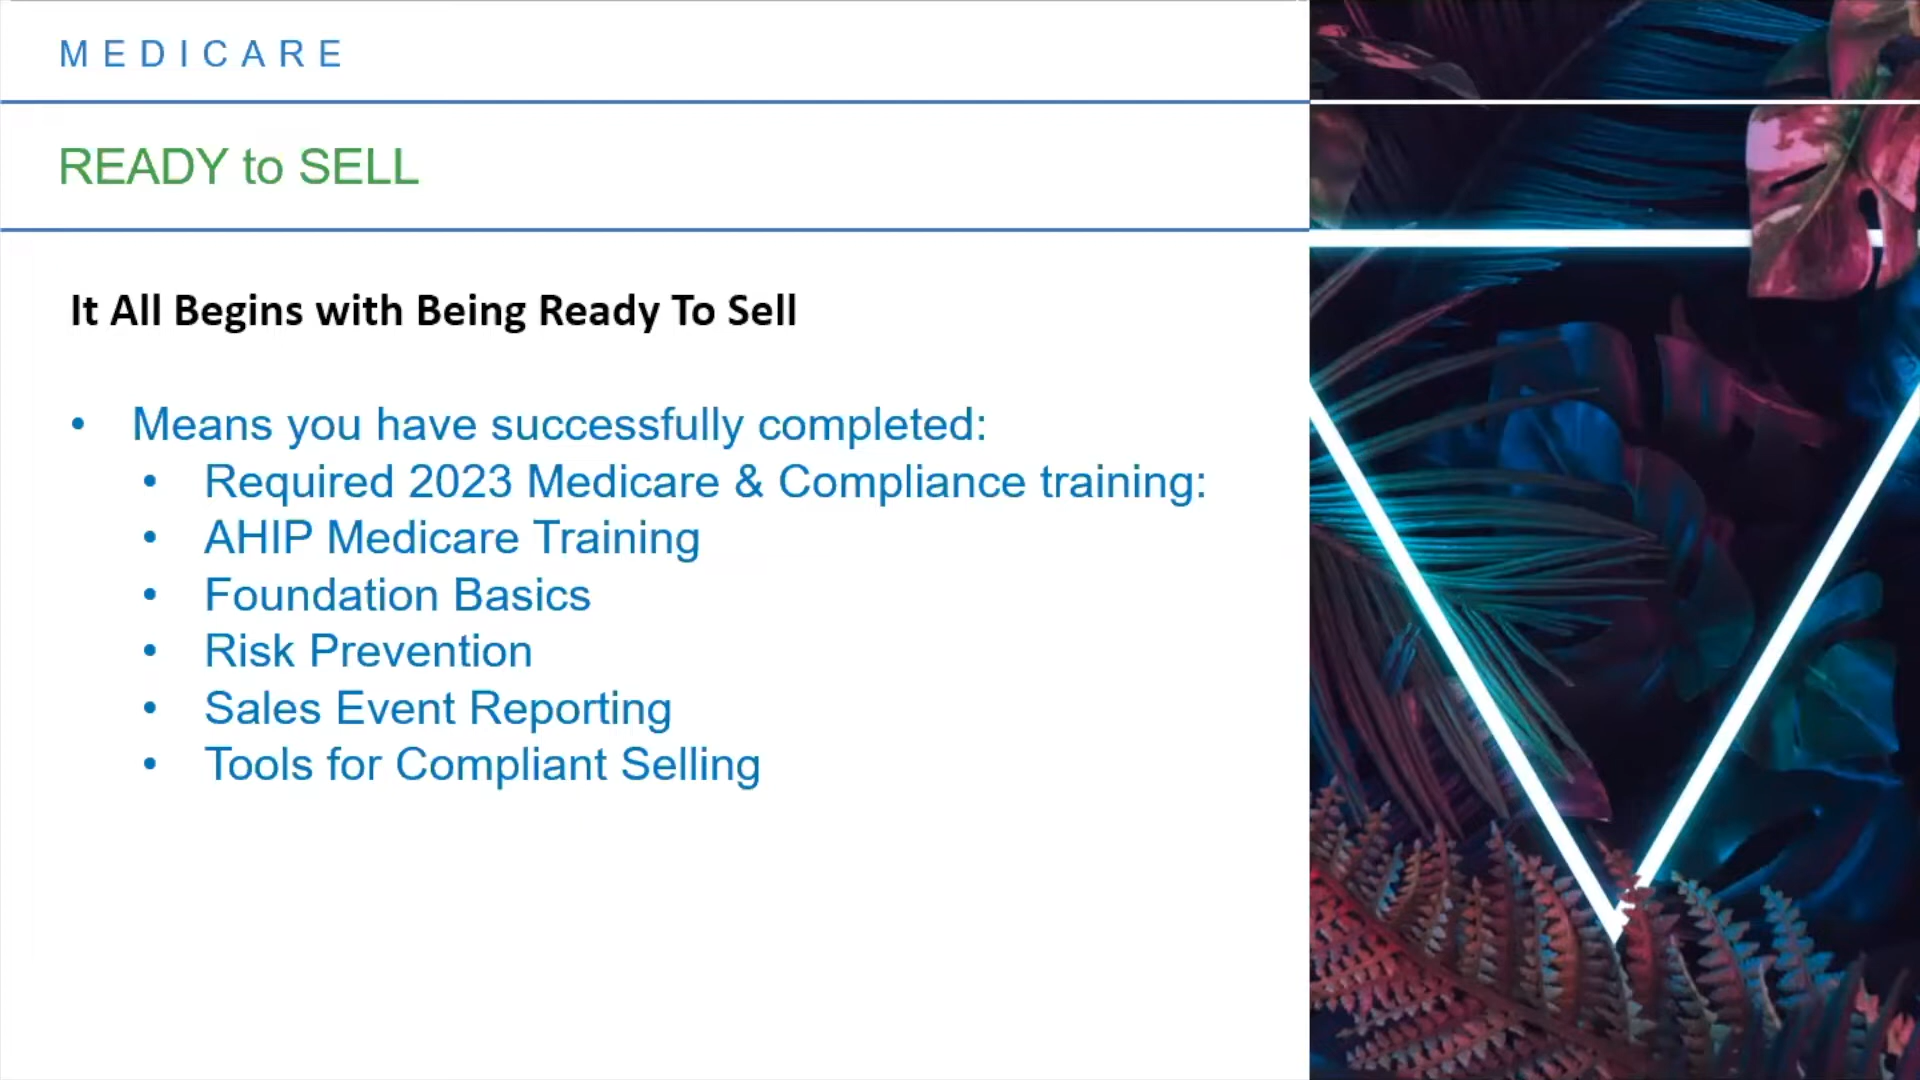 MEDICARE
READY to SELL
It All Begins with Being Ready To Sell
• Means you have successfully completed:
• Required 2023 Medicare & Compliance training:
• AHIP Medicare Training
• Foundation Basics
• Risk Prevention
• Sales Event Reporting
• Tools for Compliant Selling